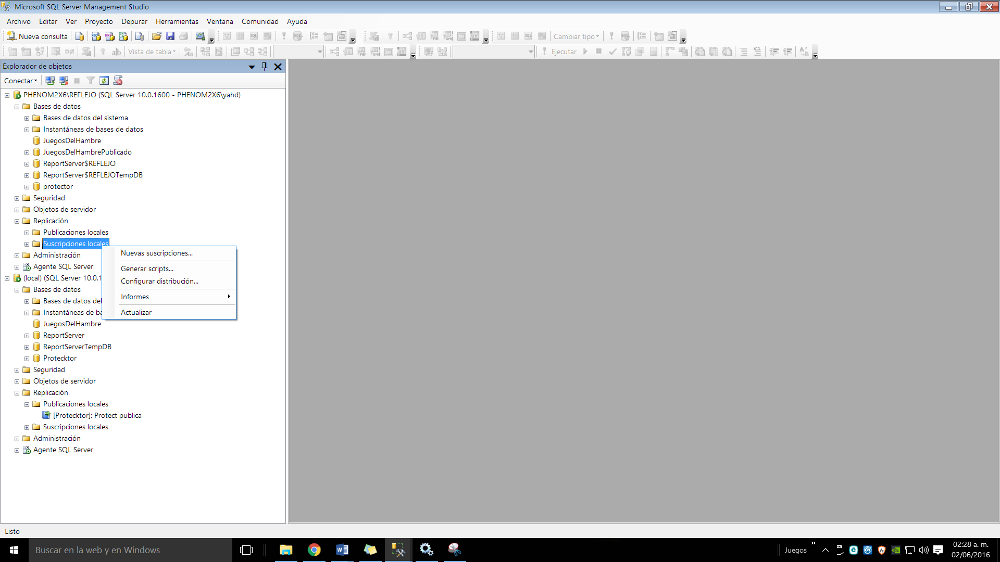 Microsoft SQL Server Management Studio
Archivo Editar Ver Proyecto Depurar Herramientas Ventana Comunidad Ayuda
Nueva consulta Cambiar tipo
Vista de tabla Ejecutar
Explorador de objetos
Conectar
PHENOM2X6\REFLEJO (SQL Server 10.0.1600 - PHENOM2X6\yahd)
Bases de datos
Bases de datos del sistema
Instantáneas de bases de datos
JuegosDelHambre
JuegosDelHambrePublicado
ReportServer$REFLEJO
ReportServer$REFLEJOTempDB
protector
Seguridad
Objetos de servidor
Replicación
Publicaciones locales
Suscripciones locales
Nuevas suscripciones...
Administración
Generar scripts...
Agente SQL Server
Configurar distribución...
(local) (SQL Server 10.0.1
Bases de datos
Informes
Bases de datos del
Actualizar
Instantáneas de ba
JuegosDelHambre
ReportServer
ReportServerTempDB
Protecktor
Seguridad
Objetos de servidor
Replicación
Publicaciones locales
[Protecktor]: Protect publica
Suscripciones locales
Administración
Agente SQL Server
Listo
Buscar en la web y en Windows
Juegos
02:28 a. m.
02/06/2016